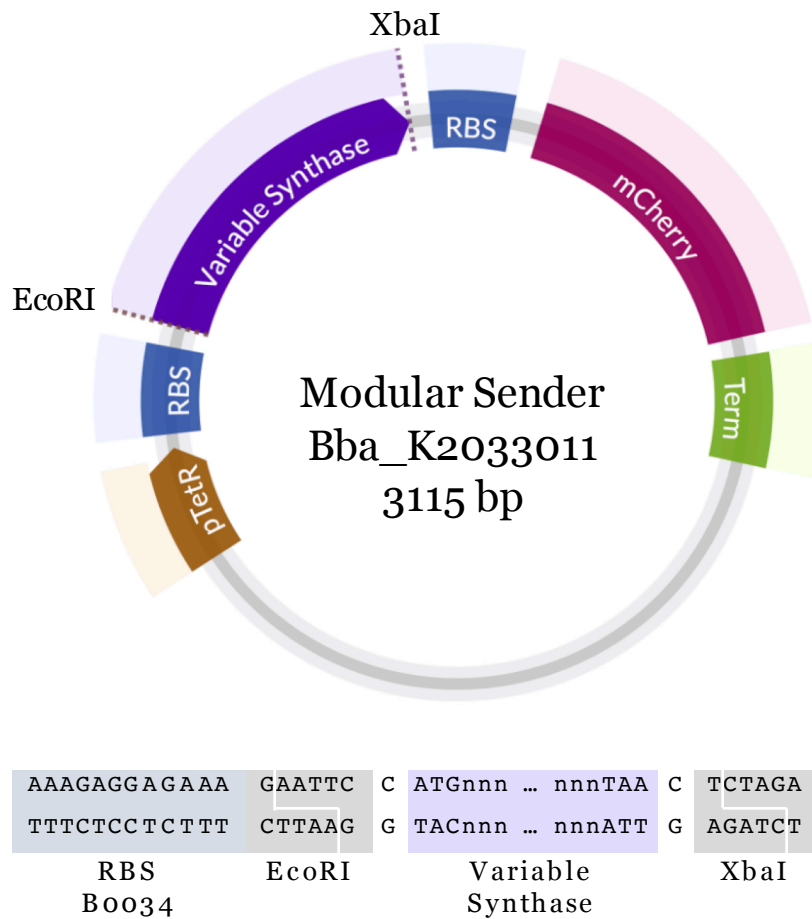 XbaI
RBS
Variable Synthase
mCherry
EcoRI
RBS
Term
pTetR
Modular Sender
Bba_K2033011
3115 bp
AAAGAGGAGAAA GAATTC C ATGnnn … nnnTAA C TCTAGA
TTTCTCCTCTTT CTTAAG G TACnnn … nnnATT G AGATCT
RBS EcoRI Variable XbaI
B0034 Synthase